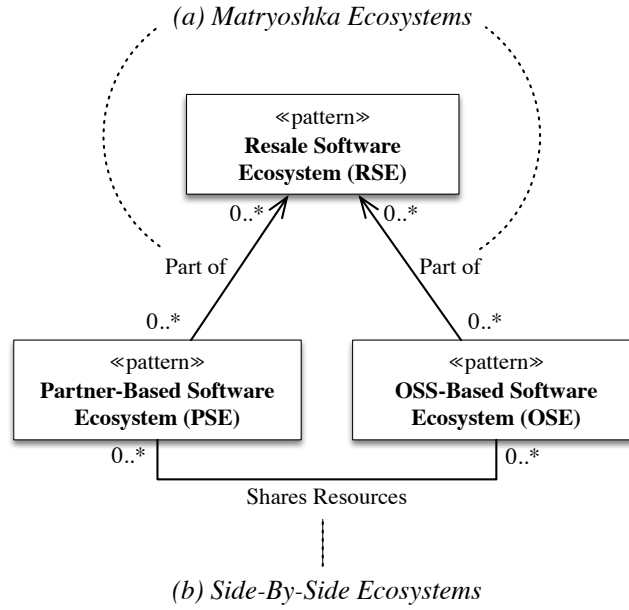 (a) Matryoshka Ecosystems
≪pattern≫
Resale Software
Ecosystem (RSE)
0..*
0..*
Part of
Part of
0..*
0..*
≪pattern≫
Partner-Based Software
Ecosystem (PSE)
≪pattern≫
OSS-Based Software
Ecosystem (OSE)
0..*
0..*
Shares Resources
(b) Side-By-Side Ecosystems